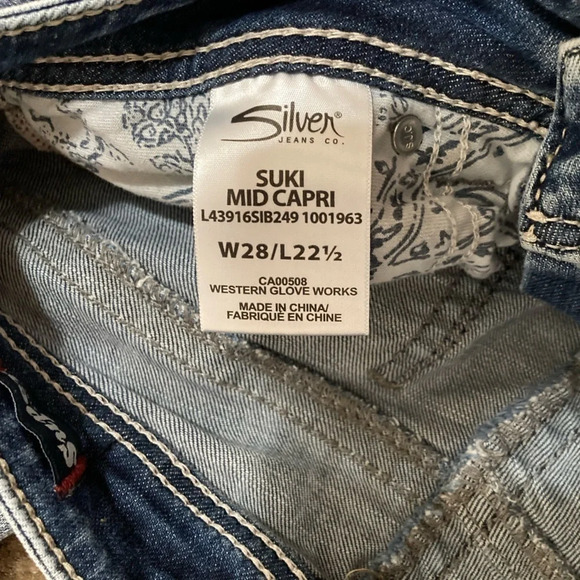 Silver®
JEANS CO.
SUKI
MID CAPRI
L43916SIB249 1001963
W28/L22½
CA00508
WESTERN GLOVE WORKS
MADE IN CHINA/
FABRIQUÉ EN CHINE